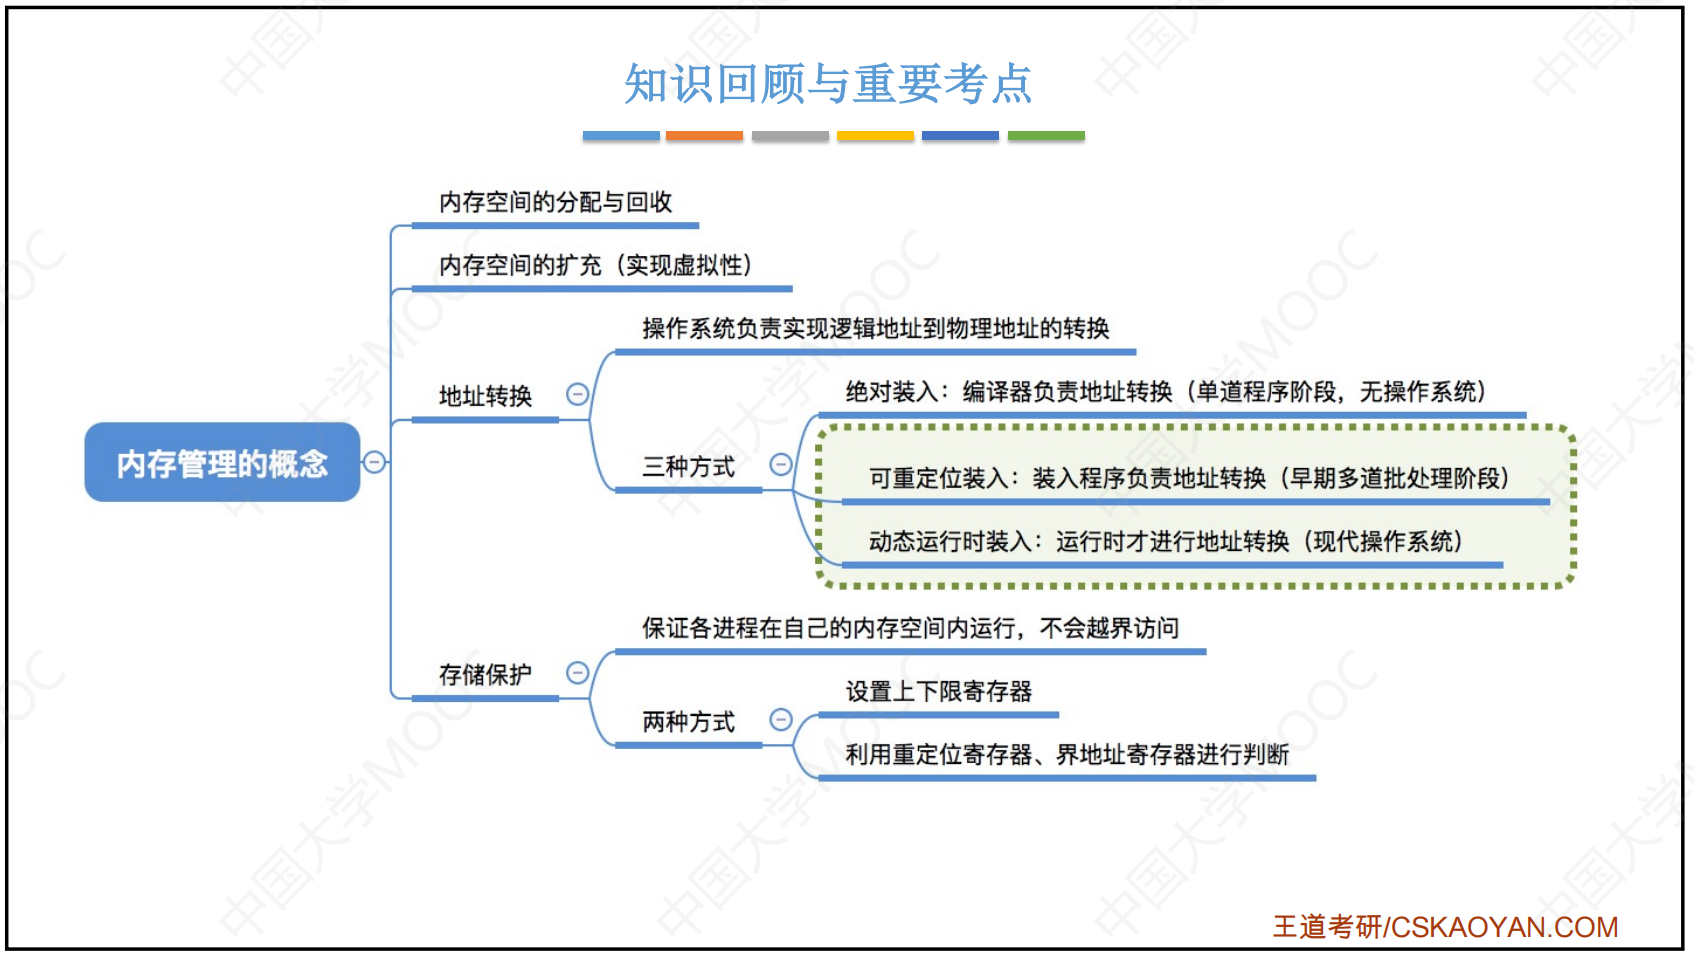 知识回顾与重要考点
内存空间的分配与回收
内存空间的扩充（实现虚拟性）
操作系统负责实现逻辑地址到物理地址的转换
地址转换
绝对装入：编译器负责地址转换（单道程序阶段，无操作系统）
三种方式
可重定位装入：装入程序负责地址转换（早期多道批处理阶段）
动态运行时装入：运行时才进行地址转换（现代操作系统）
内存管理的概念
保证各进程在自己的内存空间内运行，不会越界访问
存储保护
设置上下限寄存器
两种方式
利用重定位寄存器、界地址寄存器进行判断
王道考研/CSKAOYAN.COM
中国大学MOOC